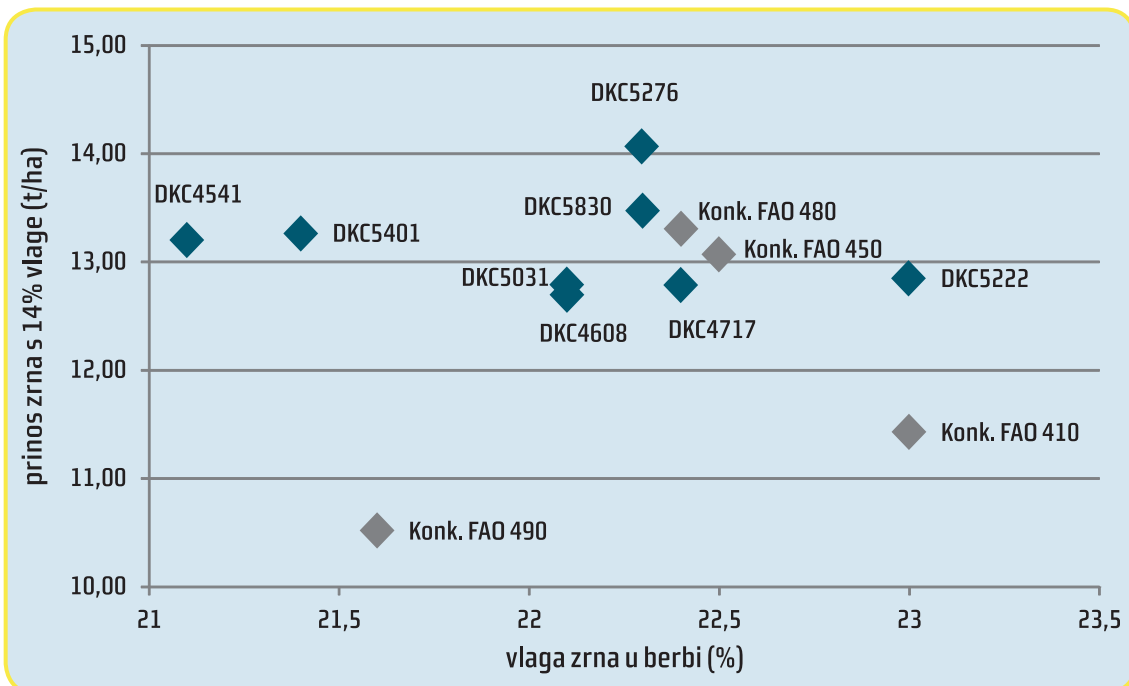 prinos zrna s 14% vlage (t/ha)
15,00
14,00
13,00
12,00
11,00
10,00
DKC5276
DKC4541
DKC5830
Konk. FAO 480
DKC5401
Konk. FAO 450
DKC5031
DKC5222
DKC4608
DKC4717
Konk. FAO 410
Konk. FAO 490
21
21,5
22
22,5
23
23,5
vlaga zrna u berbi (%)